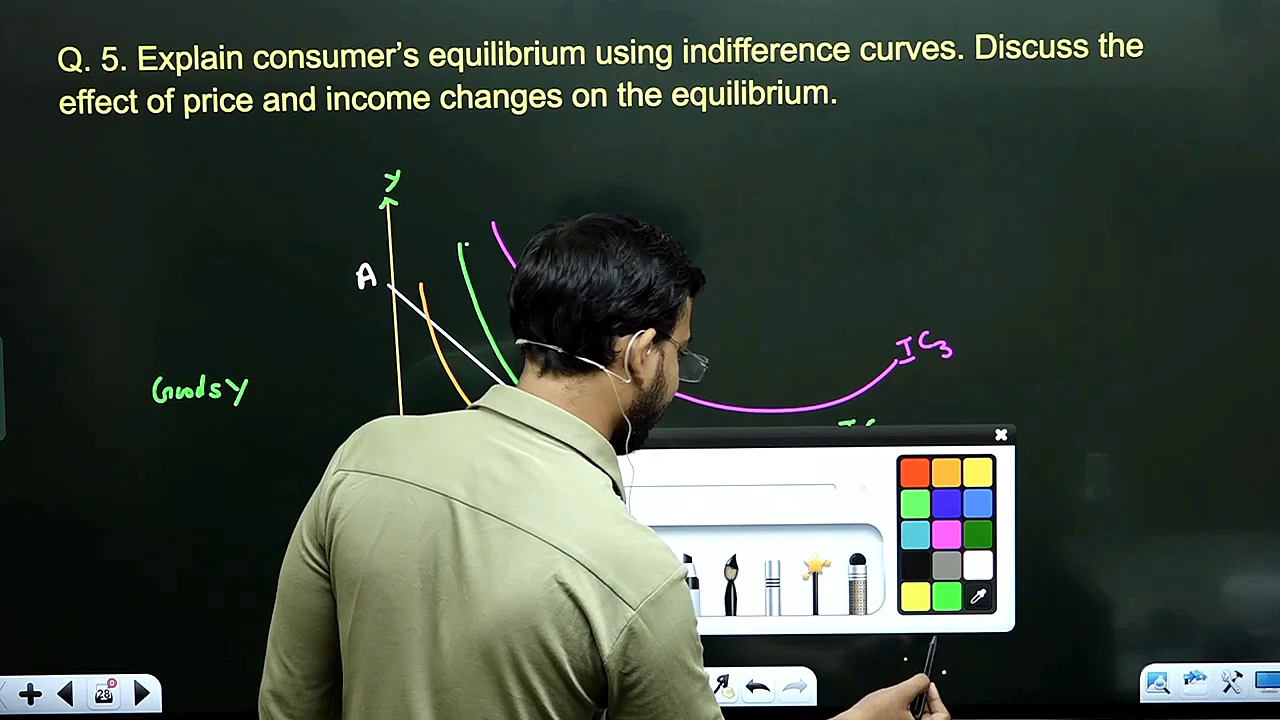 Q. 5. Explain consumer's equilibrium using indifference curves. Discuss the
effect of price and income changes on the equilibrium.
Y
A
IC3
Goods Y
28